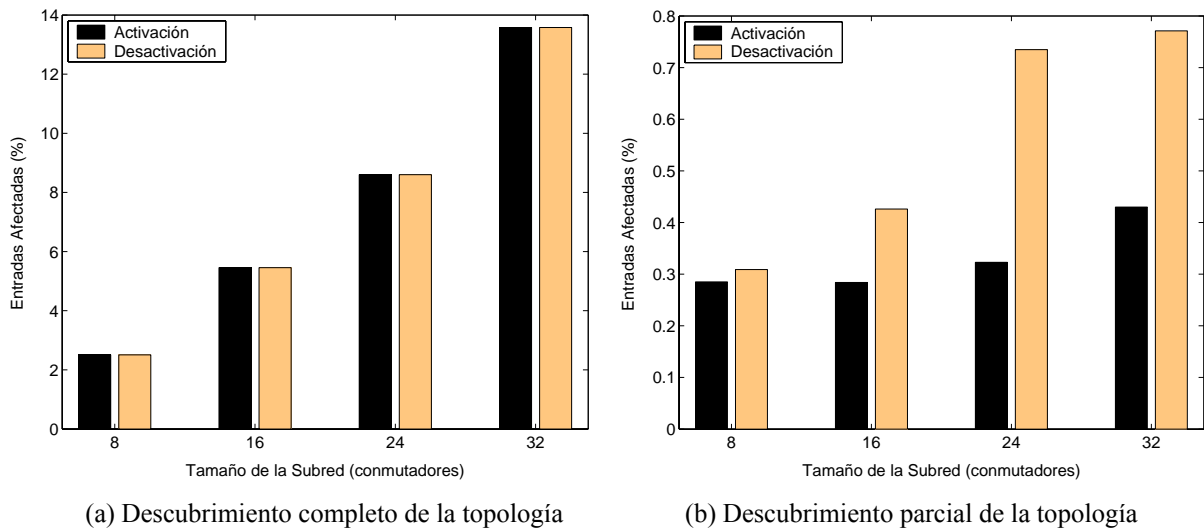 14
12
10
8
6
4
2
0
Entradas Afectadas (%)
Activación
Desactivación
8
16
24
32
Tamaño de la Subred (conmutadores)
(a) Descubrimiento completo de la topología
0.8
0.7
0.6
0.5
0.4
0.3
0.2
0.1
0
Entradas Afectadas (%)
Activación
Desactivación
8
16
24
32
Tamaño de la Subred (conmutadores)
(b) Descubrimiento parcial de la topología